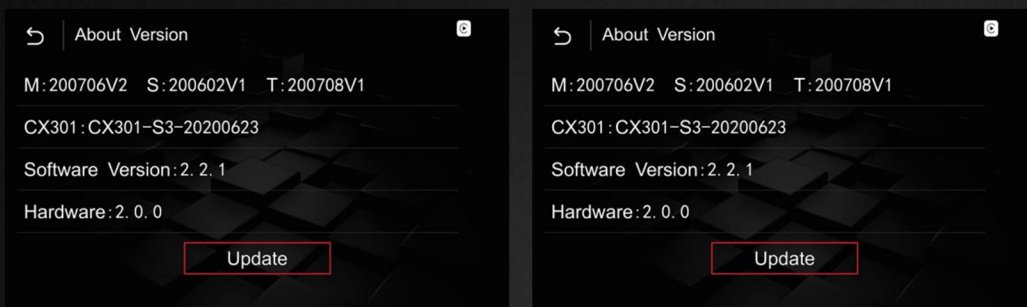 About Version
M:200706V2 S:200602V1 T:200708V1
CX301:CX301-S3-20200623
Software Version:2.2.1
Hardware:2.0.0
Update
About Version
M:200706V2 S:200602V1 T:200708V1
CX301:CX301-S3-20200623
Software Version:2.2.1
Hardware:2.0.0
Update